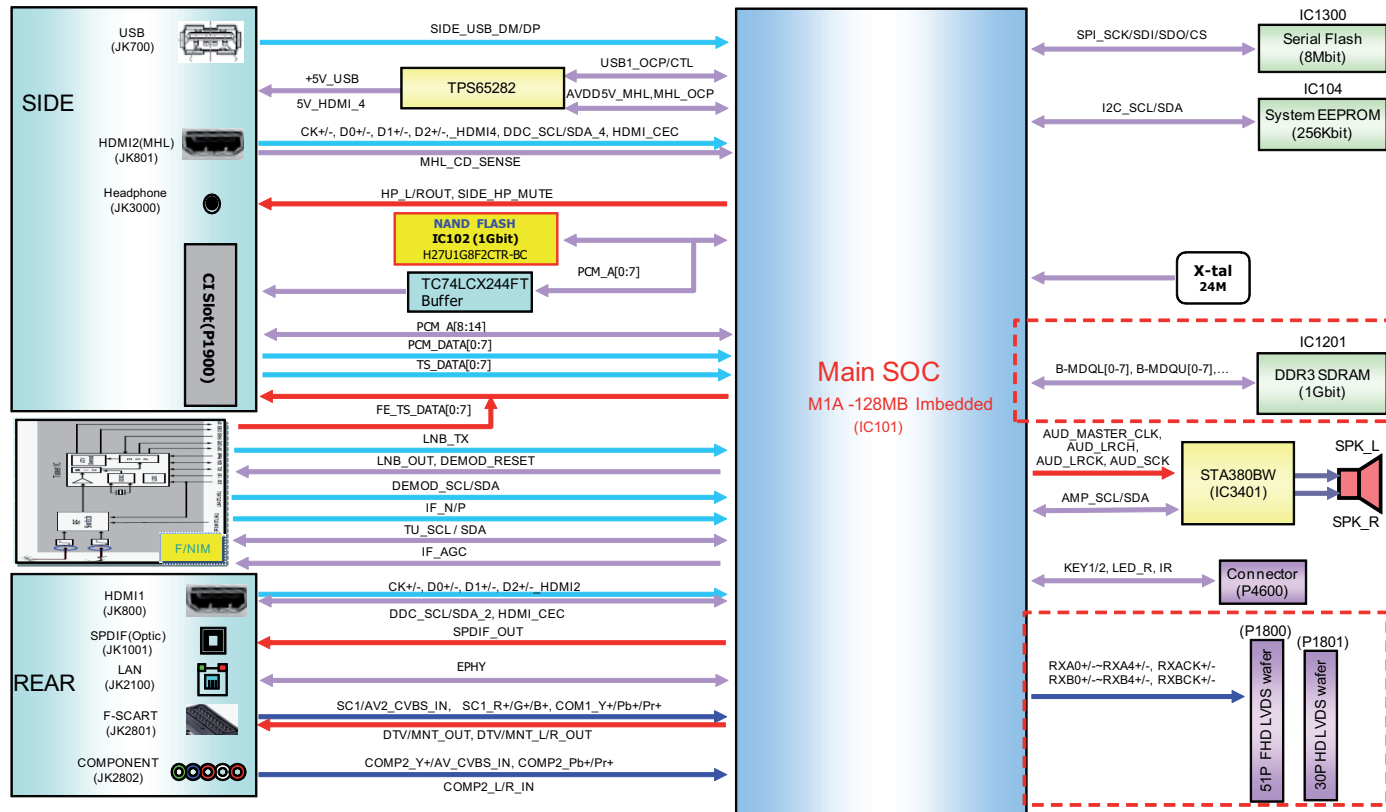 SIDE
USB
(JK700)
HDMI2(MHL)
(JK801)
Headphone
(JK3000)
CI Slot(P1900)
SIDE_USB_DM/DP
+5V_USB
5V_HDMI_4
TPS65282
USB1_OCP/CTL
AVDD5V_MHL,MHL_OCP
CK+/-, D0+/-, D1+/-, D2+/-,_HDMI4, DDC_SCL/SDA_4, HDMI_CEC
MHL_CD_SENSE
HP_L/ROUT, SIDE_HP_MUTE
NAND FLASH
IC102 (1Gbit)
H27U1G8F2CTR-BC
PCM_A[0:7]
TC74LCX244FT
Buffer
PCM_A[8:14]
PCM_DATA[0:7]
TS_DATA[0:7]
FE_TS_DATA[0:7]
Switch
F/NIM
LNB_TX
LNB_OUT, DEMOD_RESET
DEMOD_SCL/SDA
IF_N/P
TU_SCL / SDA
IF_AGC
REAR
HDMI1
(JK800)
SPDIF(Optic)
(JK1001)
LAN
(JK2100)
F-SCART
(JK2801)
COMPONENT
(JK2802)
CK+/-, D0+/-, D1+/-, D2+/-_HDMI2
DDC_SCL/SDA_2, HDMI_CEC
SPDIF_OUT
EPHY
SC1/AV2_CVBS_IN, SC1_R+/G+/B+, COM1_Y+/Pb+/Pr+
DTV/MNT_OUT, DTV/MNT_L/R_OUT
COMP2_Y+/AV_CVBS_IN, COMP2_Pb+/Pr+
COMP2_L/R_IN
Main SOC
M1A -128MB Imbedded
(IC101)
SPI_SCK/SDI/SDO/CS
IC1300
Serial Flash
(8Mbit)
I2C_SCL/SDA
IC104
System EEPROM
(256Kbit)
X-tal
24M
B-MDQL[0-7], B-MDQU[0-7],...
IC1201
DDR3 SDRAM
(1Gbit)
AUD_MASTER_CLK,
AUD_LRCH,
AUD_LRCK, AUD_SCK
AMP_SCL/SDA
STA380BW
(IC3401)
SPK_L
SPK_R
KEY1/2, LED_R, IR
Connector
(P4600)
RXA0+/-~RXA4+/-, RXACK+/-
RXB0+/-~RXB4+/-, RXBCK+/-
(P1800)
51P FHD LVDS wafer
(P1801)
30P HD LVDS wafer